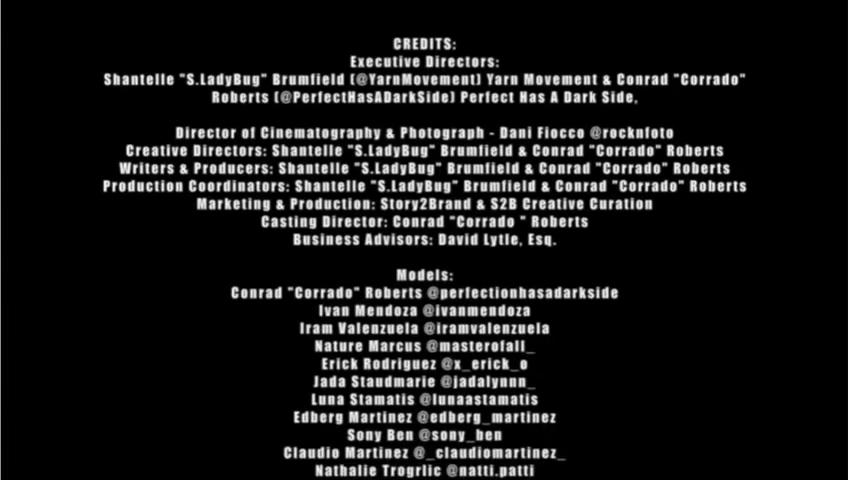 CREDITS:
Executive Directors:
Shantelle "S.LadyBug" Brumfield (@YarnMovement) Yarn Movement & Conrad "Corrado"
Roberts (@PerfectHasADarkSide) Perfect Has A Dark Side,
Director of Cinematography & Photograph - Dani Fiocco @rocknfoto
Creative Directors: Shantelle "S.LadyBug" Brumfield & Conrad "Corrado" Roberts
Writers & Producers: Shantelle "S.LadyBug" Brumfield & Conrad "Corrado" Roberts
Production Coordinators: Shantelle "S.LadyBug" Brumfield & Conrad "Corrado" Roberts
Marketing & Production: Story2Brand & S2B Creative Curation
Casting Director: Conrad "Corrado " Roberts
Business Advisors: David Lytle, Esq.
Models:
Conrad "Corrado" Roberts @perfectionhasadarkside
Ivan Mendoza @ivanmendoza
Iram Valenzuela @iramvalenzuela
Nature Marcus @masterofall_
Erick Rodriguez @x_erick_o
Jada Staudmarie @jadalynnn_
Luna Stamatis @lunaastamatis
Edberg Martinez @edberg_martinez
Sony Ben @sony_ben
Claudio Martinez @_claudiomartinez_
Nathalie Trogrlic @natti.patti